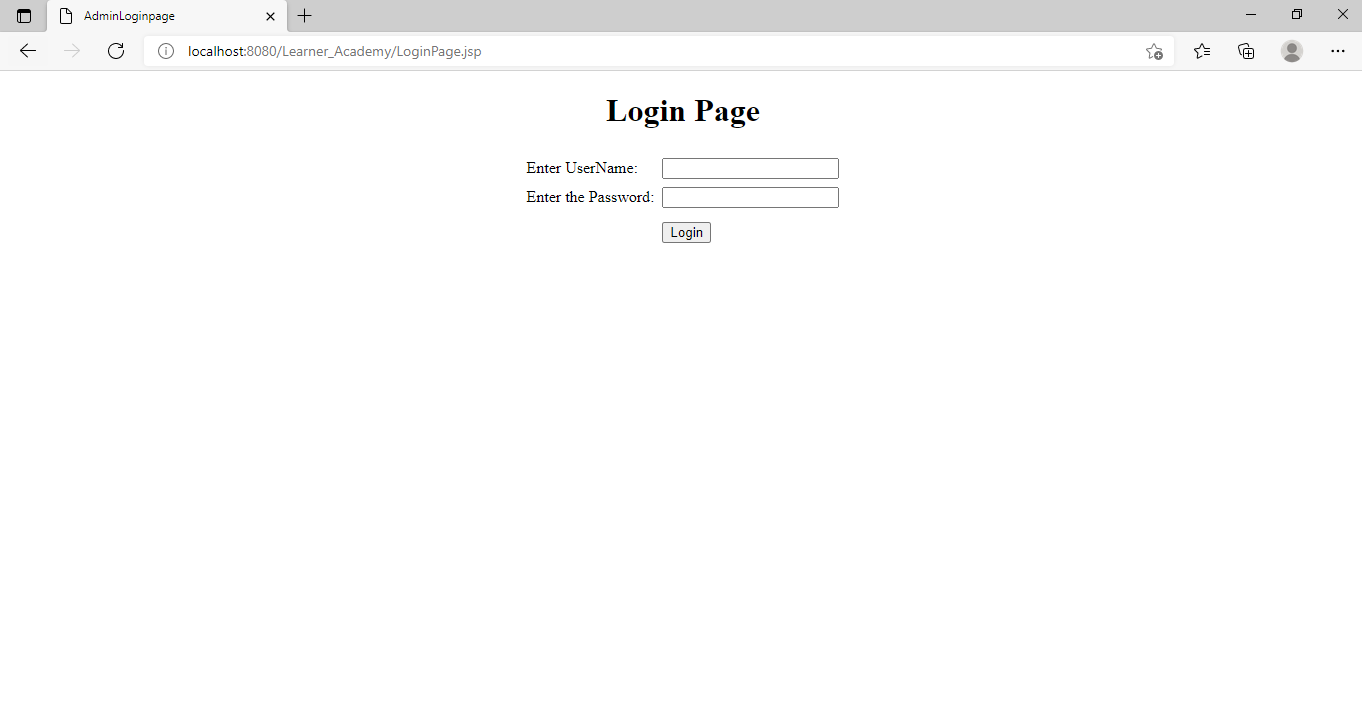 AdminLoginpage
localhost:8080/Learner_Academy/LoginPage.jsp
Login Page
Enter UserName:
Enter the Password:
Login